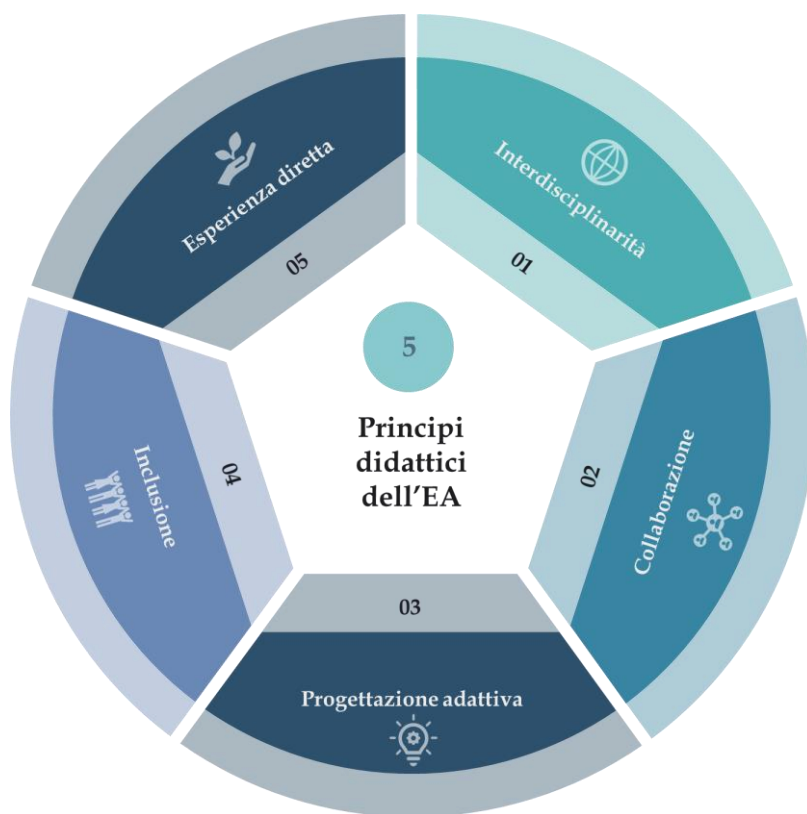 5
Principi
didattici
dell’EA
01
Interdisciplinarità
02
Collaborazione
03
Progettazione adattiva
04
Inclusione
05
Esperienza diretta